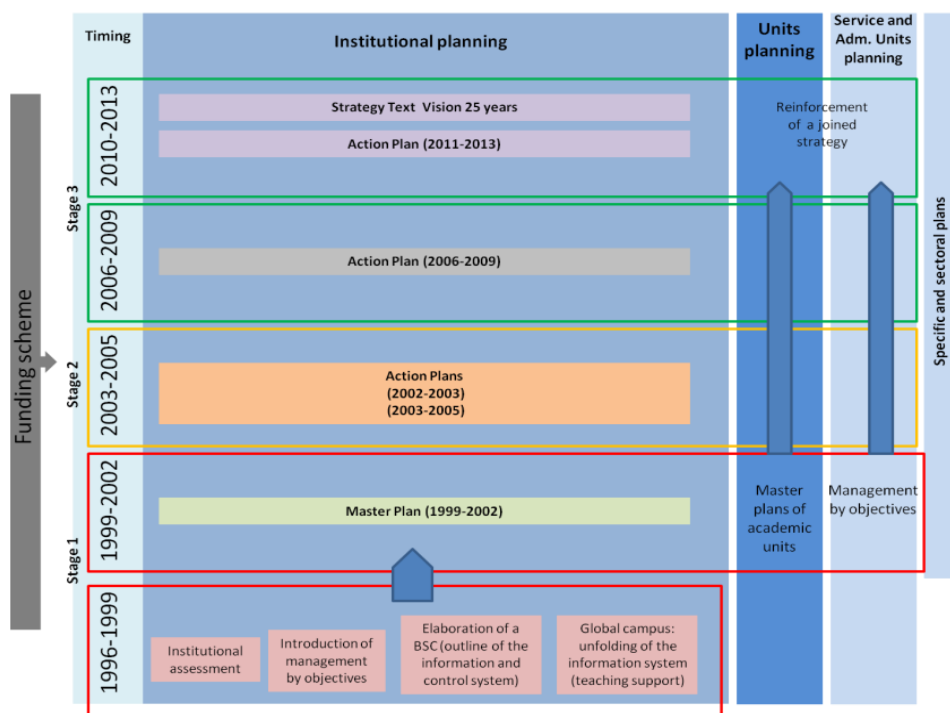 Timing
Institutional planning
Units
planning
Service and
Adm. Units
planning
Funding scheme
Stage 3
2010-2013
Strategy Text Vision 25 years
Action Plan (2011-2013)
Reinforcement
of a joined
strategy
2006-2009
Action Plan (2006-2009)
Specific and sectoral plans
Stage 2
2003-2005
Action Plans
(2002-2003)
(2003-2005)
Stage 1
1999-2002
Master Plan (1999-2002)
Master
plans of
academic
units
Management
by objectives
1996-1999
Institutional
assessment
Introduction of
management
by objectives
Elaboration of a
BSC (outline of the
information and
control system)
Global campus:
unfolding of the
information system
(teaching support)